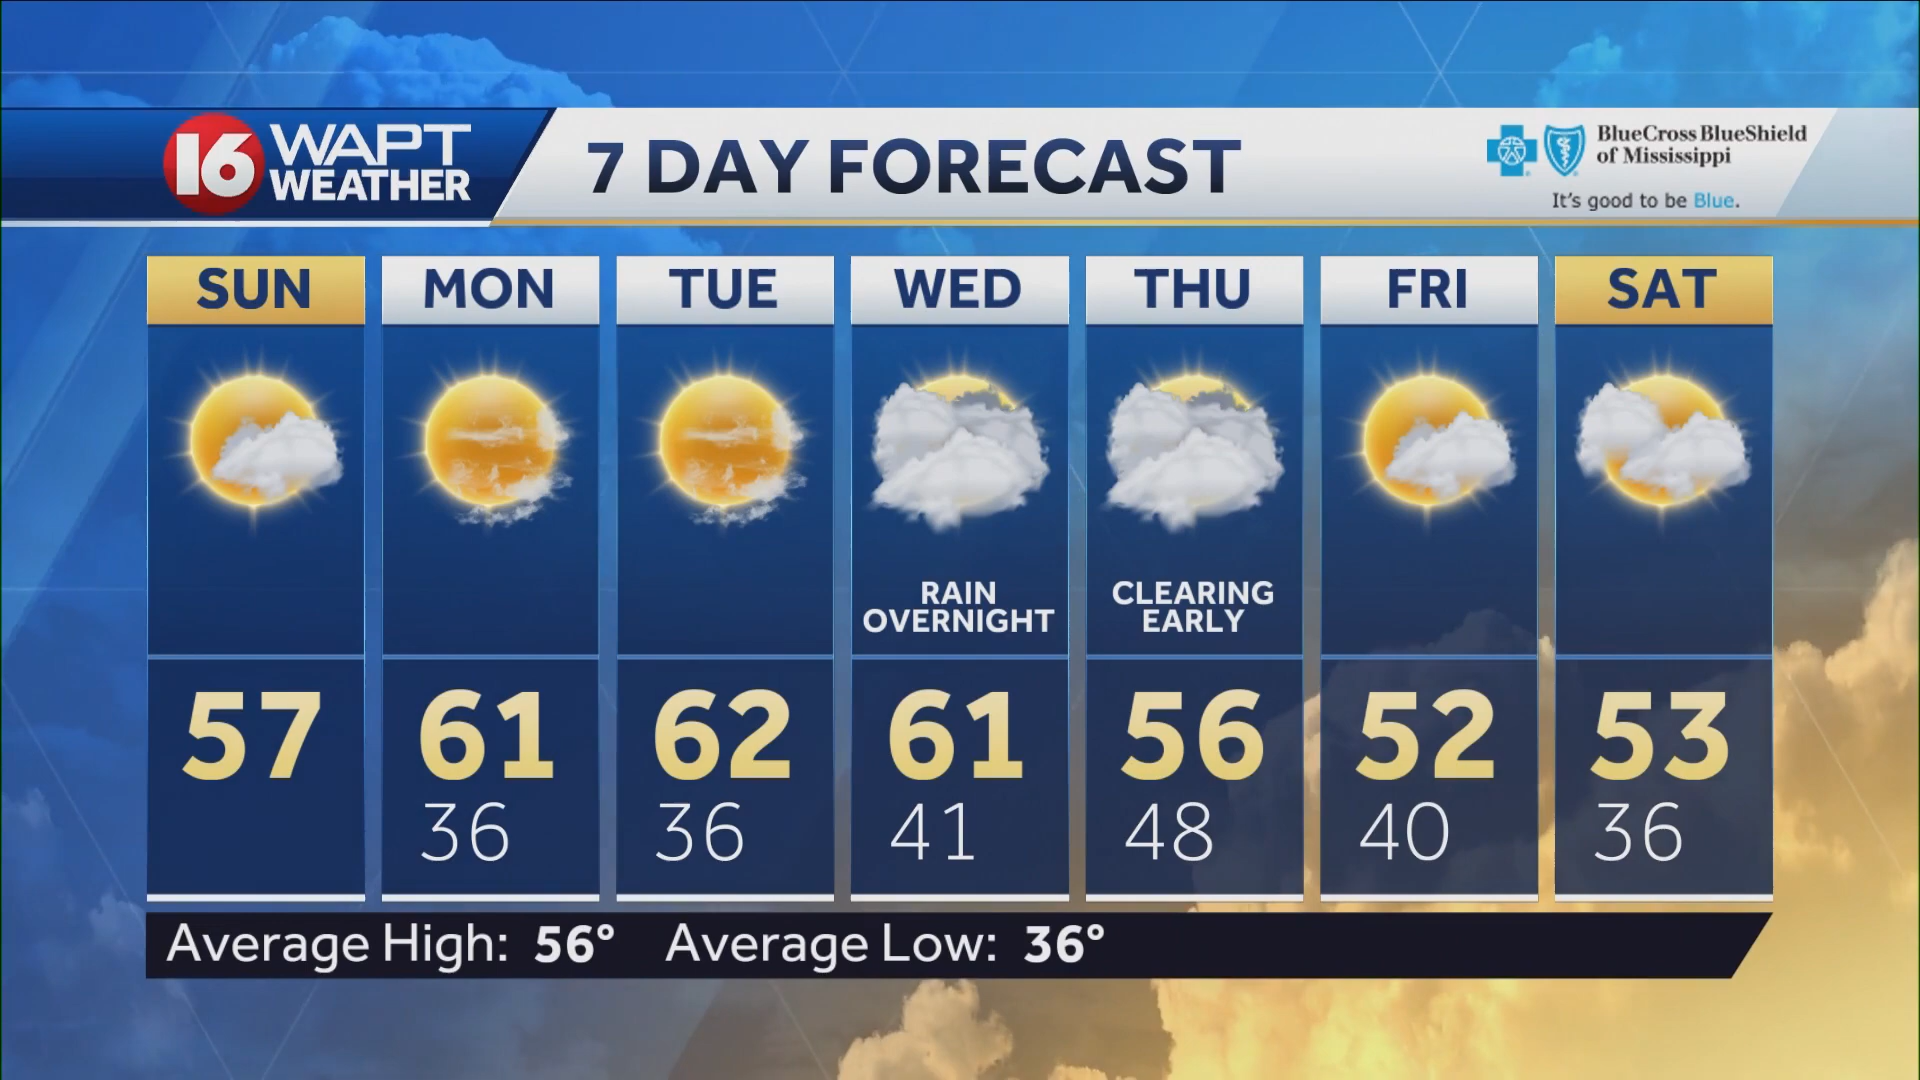 16 WAPT
WEATHER
7 DAY FORECAST
BlueCross BlueShield
of Mississippi
It's good to be Blue.
SUN MON TUE WED THU FRI SAT
RAIN
OVERNIGHT
CLEARING
EARLY
57 61 62 61 56 52 53
36 36 41 48 40 36
Average High: 56° Average Low: 36°